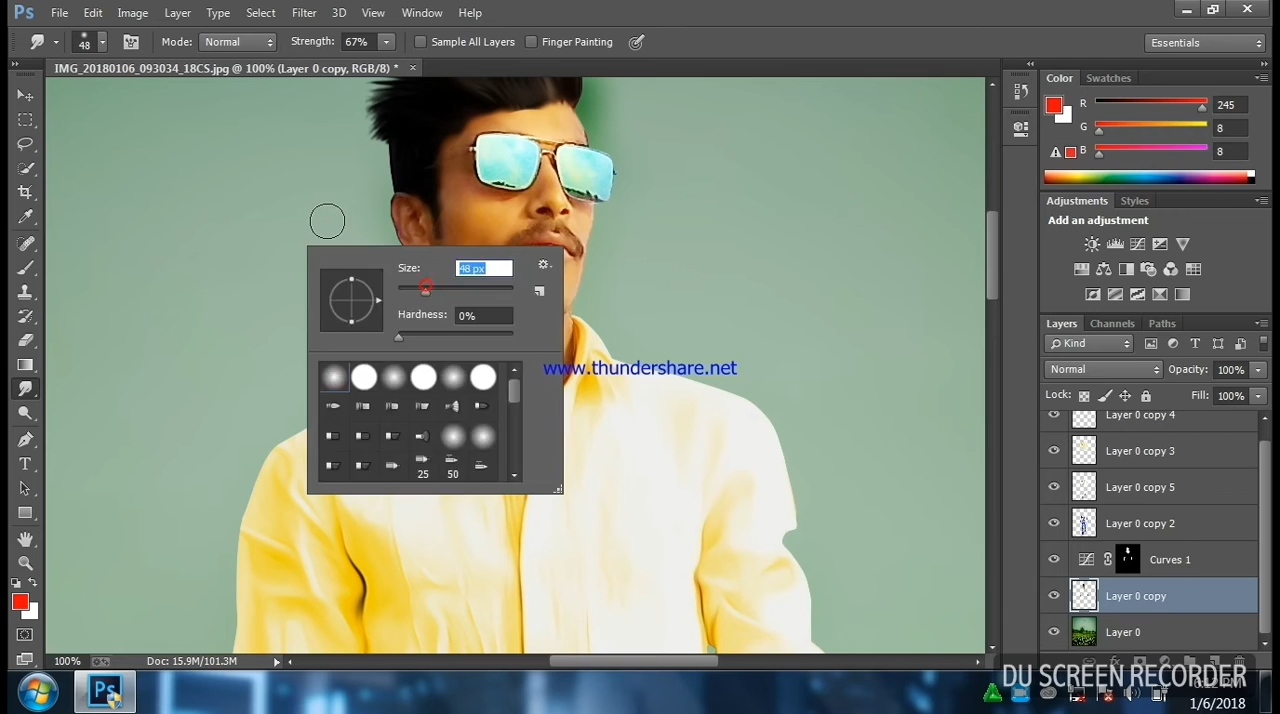 Ps File Edit Image Layer Type Select Filter 3D View Window Help
48 Mode: Normal Strength: 67% Sample All Layers Finger Painting Essentials
IMG_20180106_093034_18CS.jpg @ 100% (Layer 0 copy, RGB/8) * ×
Color Swatches
R 245
G 8
B 8
Adjustments Styles
Add an adjustment
Size: 48 px
Hardness: 0%
25 50
www.thundershare.net
Layers Channels Paths
Kind
Normal Opacity: 100%
Lock: Fill: 100%
Layer 0 copy 4
Layer 0 copy 3
Layer 0 copy 5
Layer 0 copy 2
Curves 1
Layer 0 copy
Layer 0
100% Doc: 15.9M/101.3M
DU SCREEN RECORDER
Ps
1/6/2018